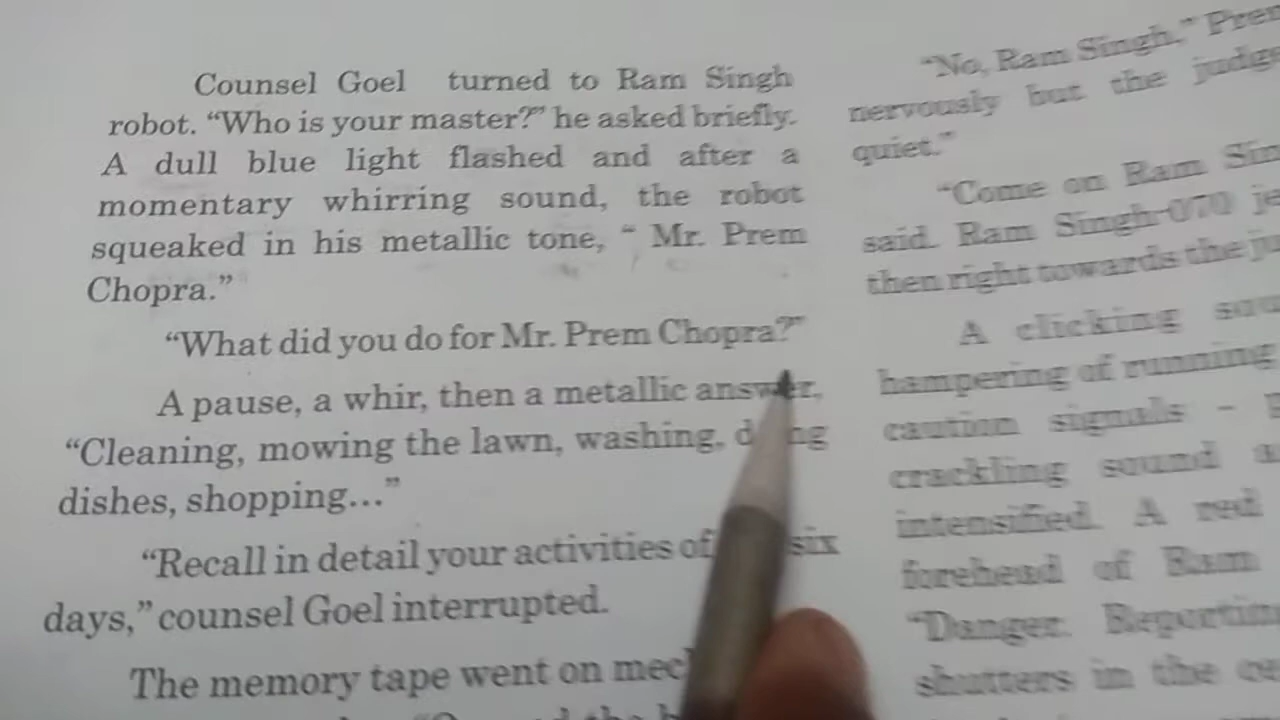 Counsel Goel turned to Ram Singh
robot. “Who is your master?” he asked briefly.
A dull blue light flashed and after a
momentary whirring sound, the robot
squeaked in his metallic tone, “ Mr. Prem
Chopra.”
“What did you do for Mr. Prem Chopra?”
A pause, a whir, then a metallic answer,
“Cleaning, mowing the lawn, washing,
dishes, shopping...”
“Recall in detail your activities of six
days,” counsel Goel interrupted.
The memory tape went on
“No, Ram Singh,”
nervously but the judge
quiet.”
“Come on Ram
said. Ram Singh-070
then right towards the
A clicking
hampering of running
caution signals –
crackling sound
intensified. A red
forehead of Ram
“Danger.
shutters in the